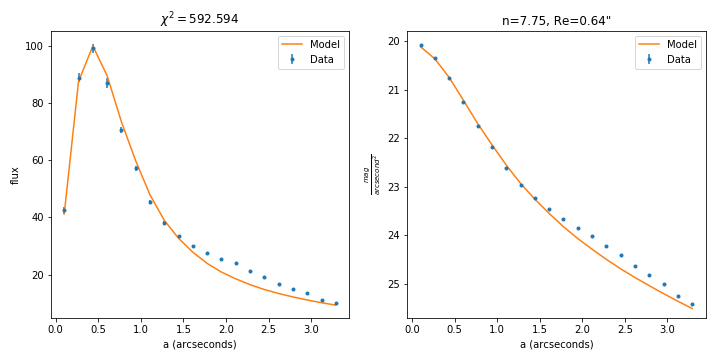 χ² = 592.594
Model
Data
flux
100
80
60
40
20
0.0 0.5 1.0 1.5 2.0 2.5 3.0
a (arcseconds)
n=7.75, Re=0.64"
Model
Data
mag
arcsecond²
20
21
22
23
24
25
0.0 0.5 1.0 1.5 2.0 2.5 3.0
a (arcseconds)